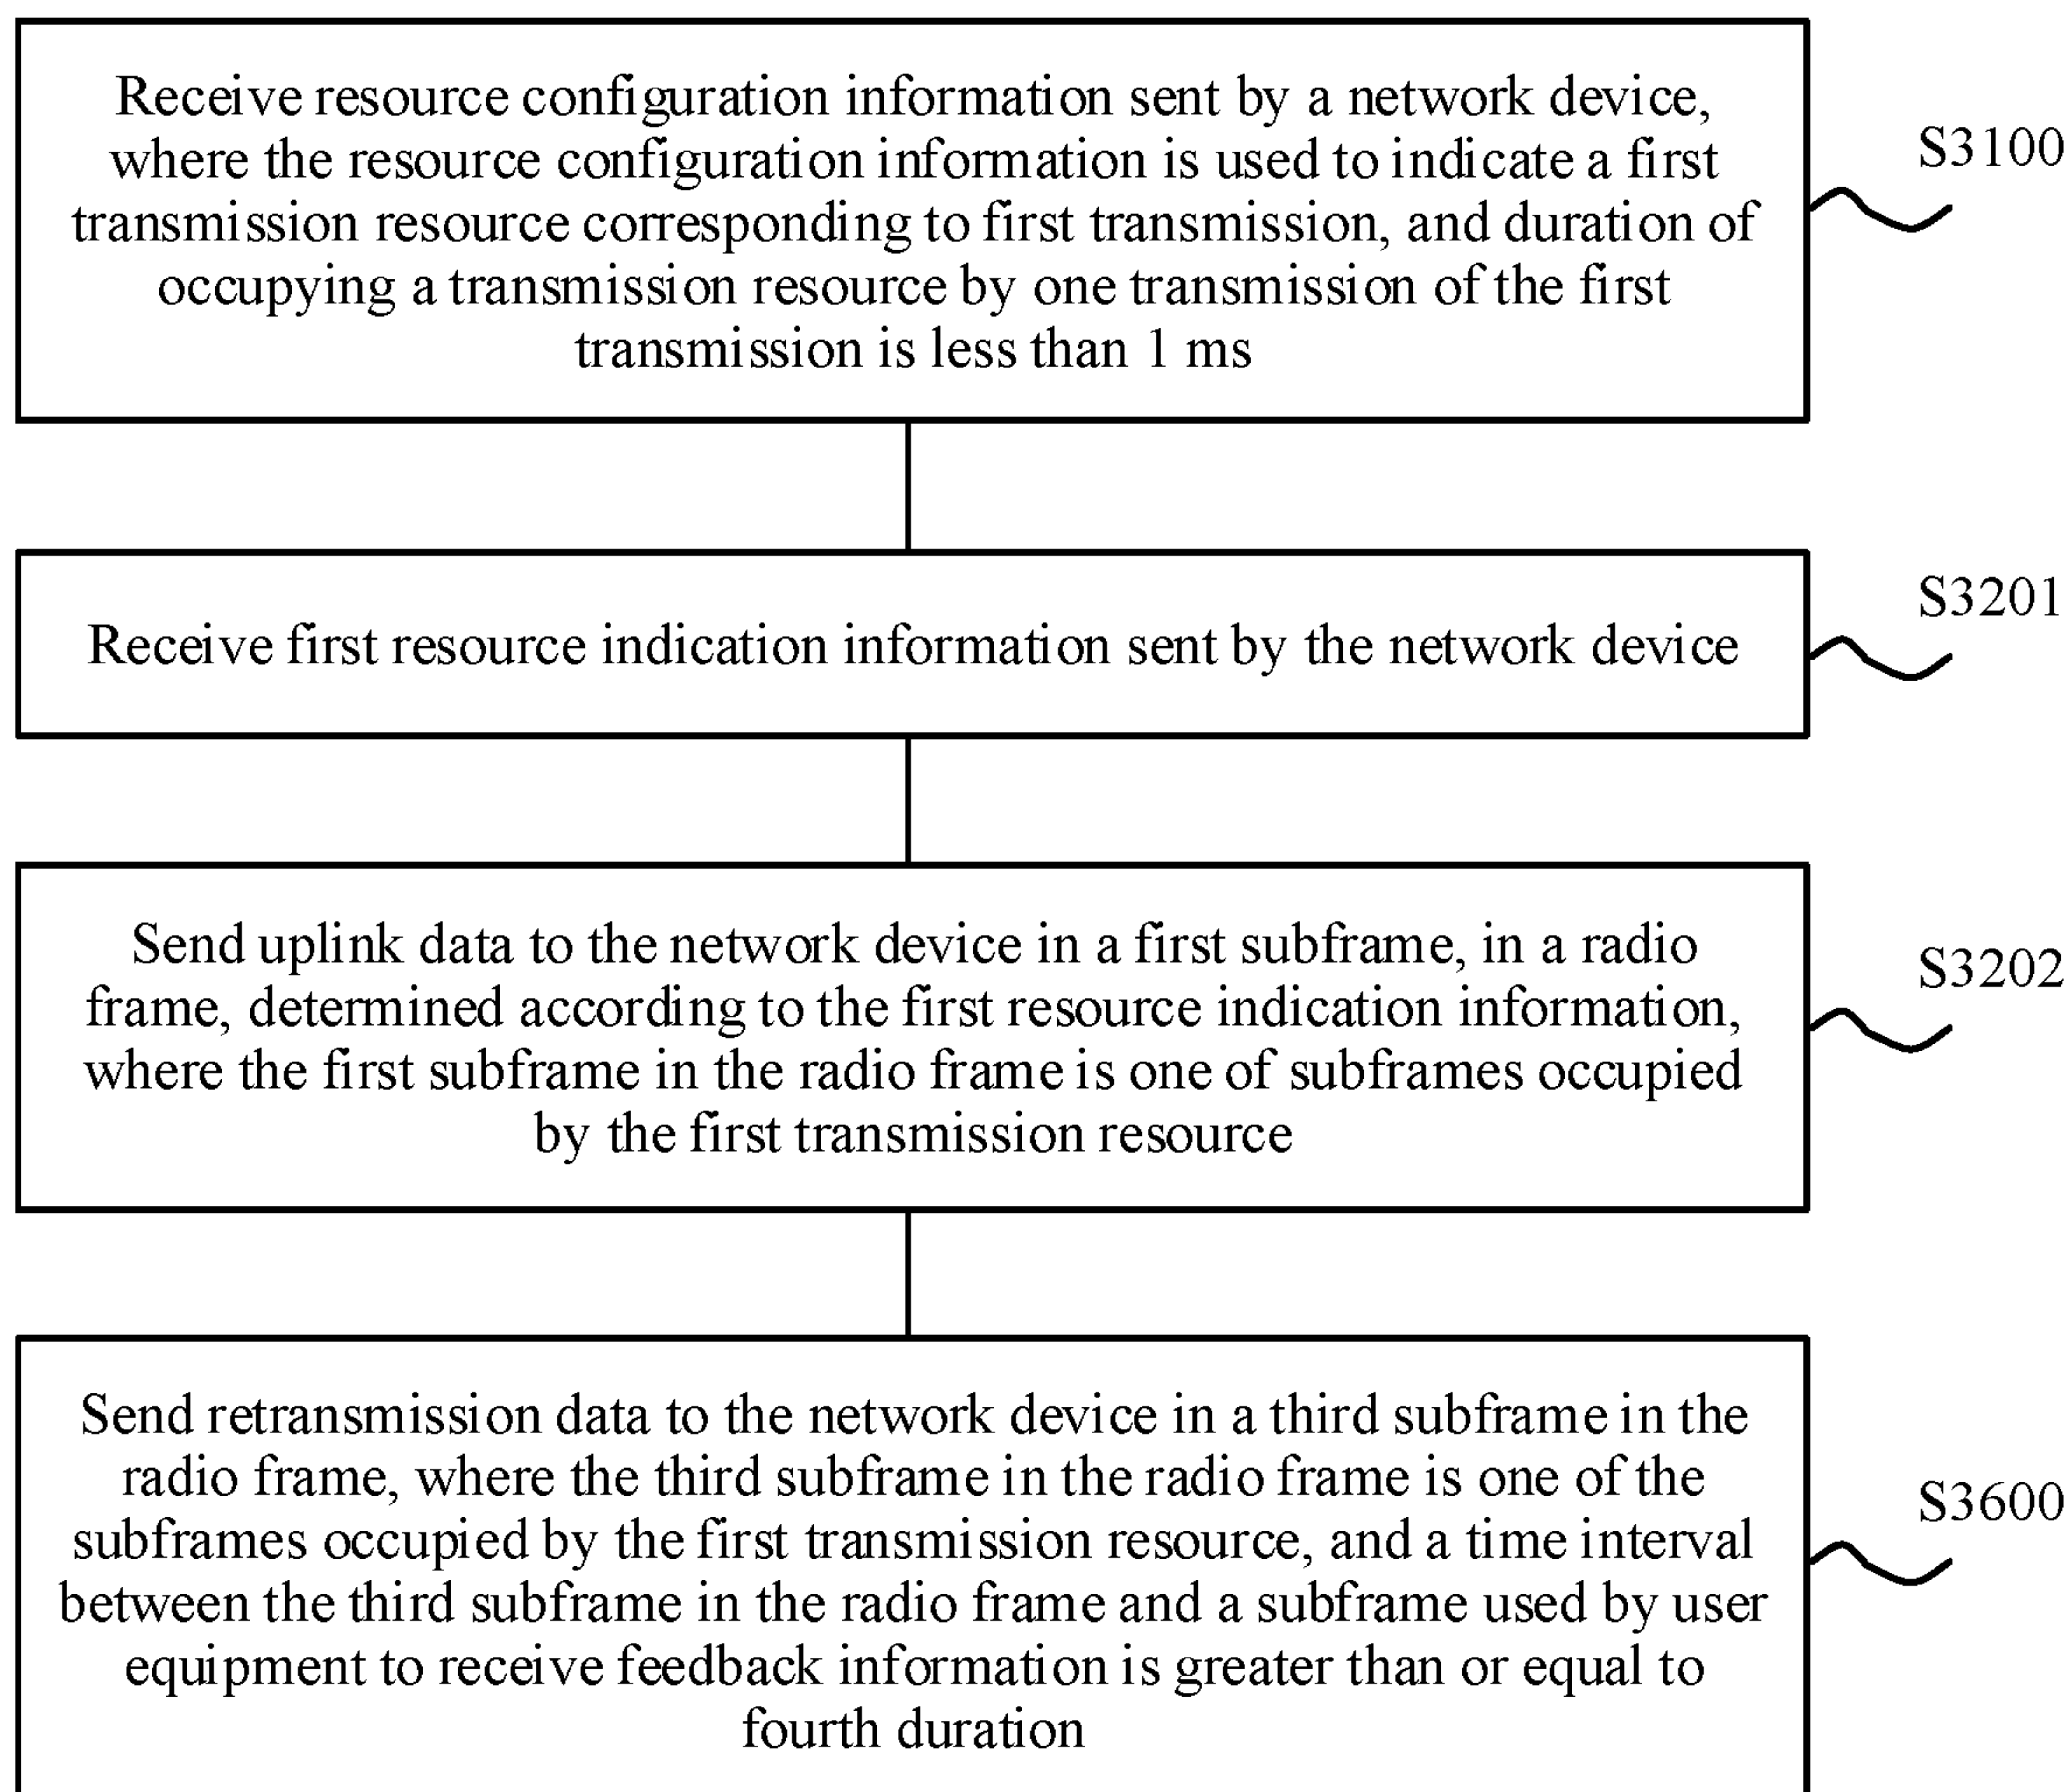 Receive resource configuration information sent by a network device,
where the resource configuration information is used to indicate a first
transmission resource corresponding to first transmission, and duration of
occupying a transmission resource by one transmission of the first
transmission is less than 1 ms
S3100
Receive first resource indication information sent by the network device
S3201
Send uplink data to the network device in a first subframe, in a radio
frame, determined according to the first resource indication information,
where the first subframe in the radio frame is one of subframes occupied
by the first transmission resource
S3202
Send retransmission data to the network device in a third subframe in the
radio frame, where the third subframe in the radio frame is one of the
subframes occupied by the first transmission resource, and a time interval
between the third subframe in the radio frame and a subframe used by user
equipment to receive feedback information is greater than or equal to
fourth duration
S3600